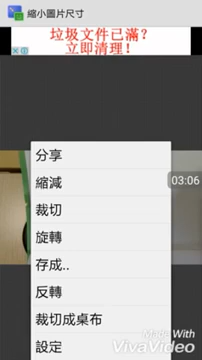 縮小圖片尺寸
垃圾文件已滿?
立即清理!
分享
縮減
裁切
03:06
旋轉
存成..
反轉
裁切成桌布
設定
Made With
VivaVideo